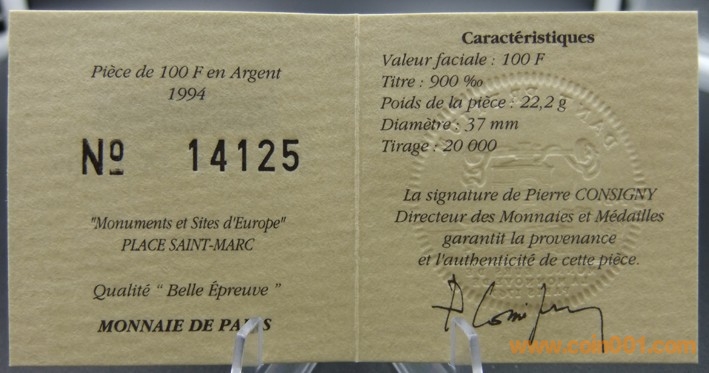 Pièce de 100 F en Argent
1994
Nº 14125
"Monuments et Sites d'Europe"
PLACE SAINT-MARC
Qualité " Belle Épreuve "
MONNAIE DE PARIS
Caractéristiques
Valeur faciale : 100 F
Titre : 900 ‰
Poids de la pièce : 22,2 g
Diamètre : 37 mm
Tirage : 20 000
La signature de Pierre CONSIGNY
Directeur des Monnaies et Médailles
garantit la provenance
et l'authenticité de cette pièce.
www.coin001.com